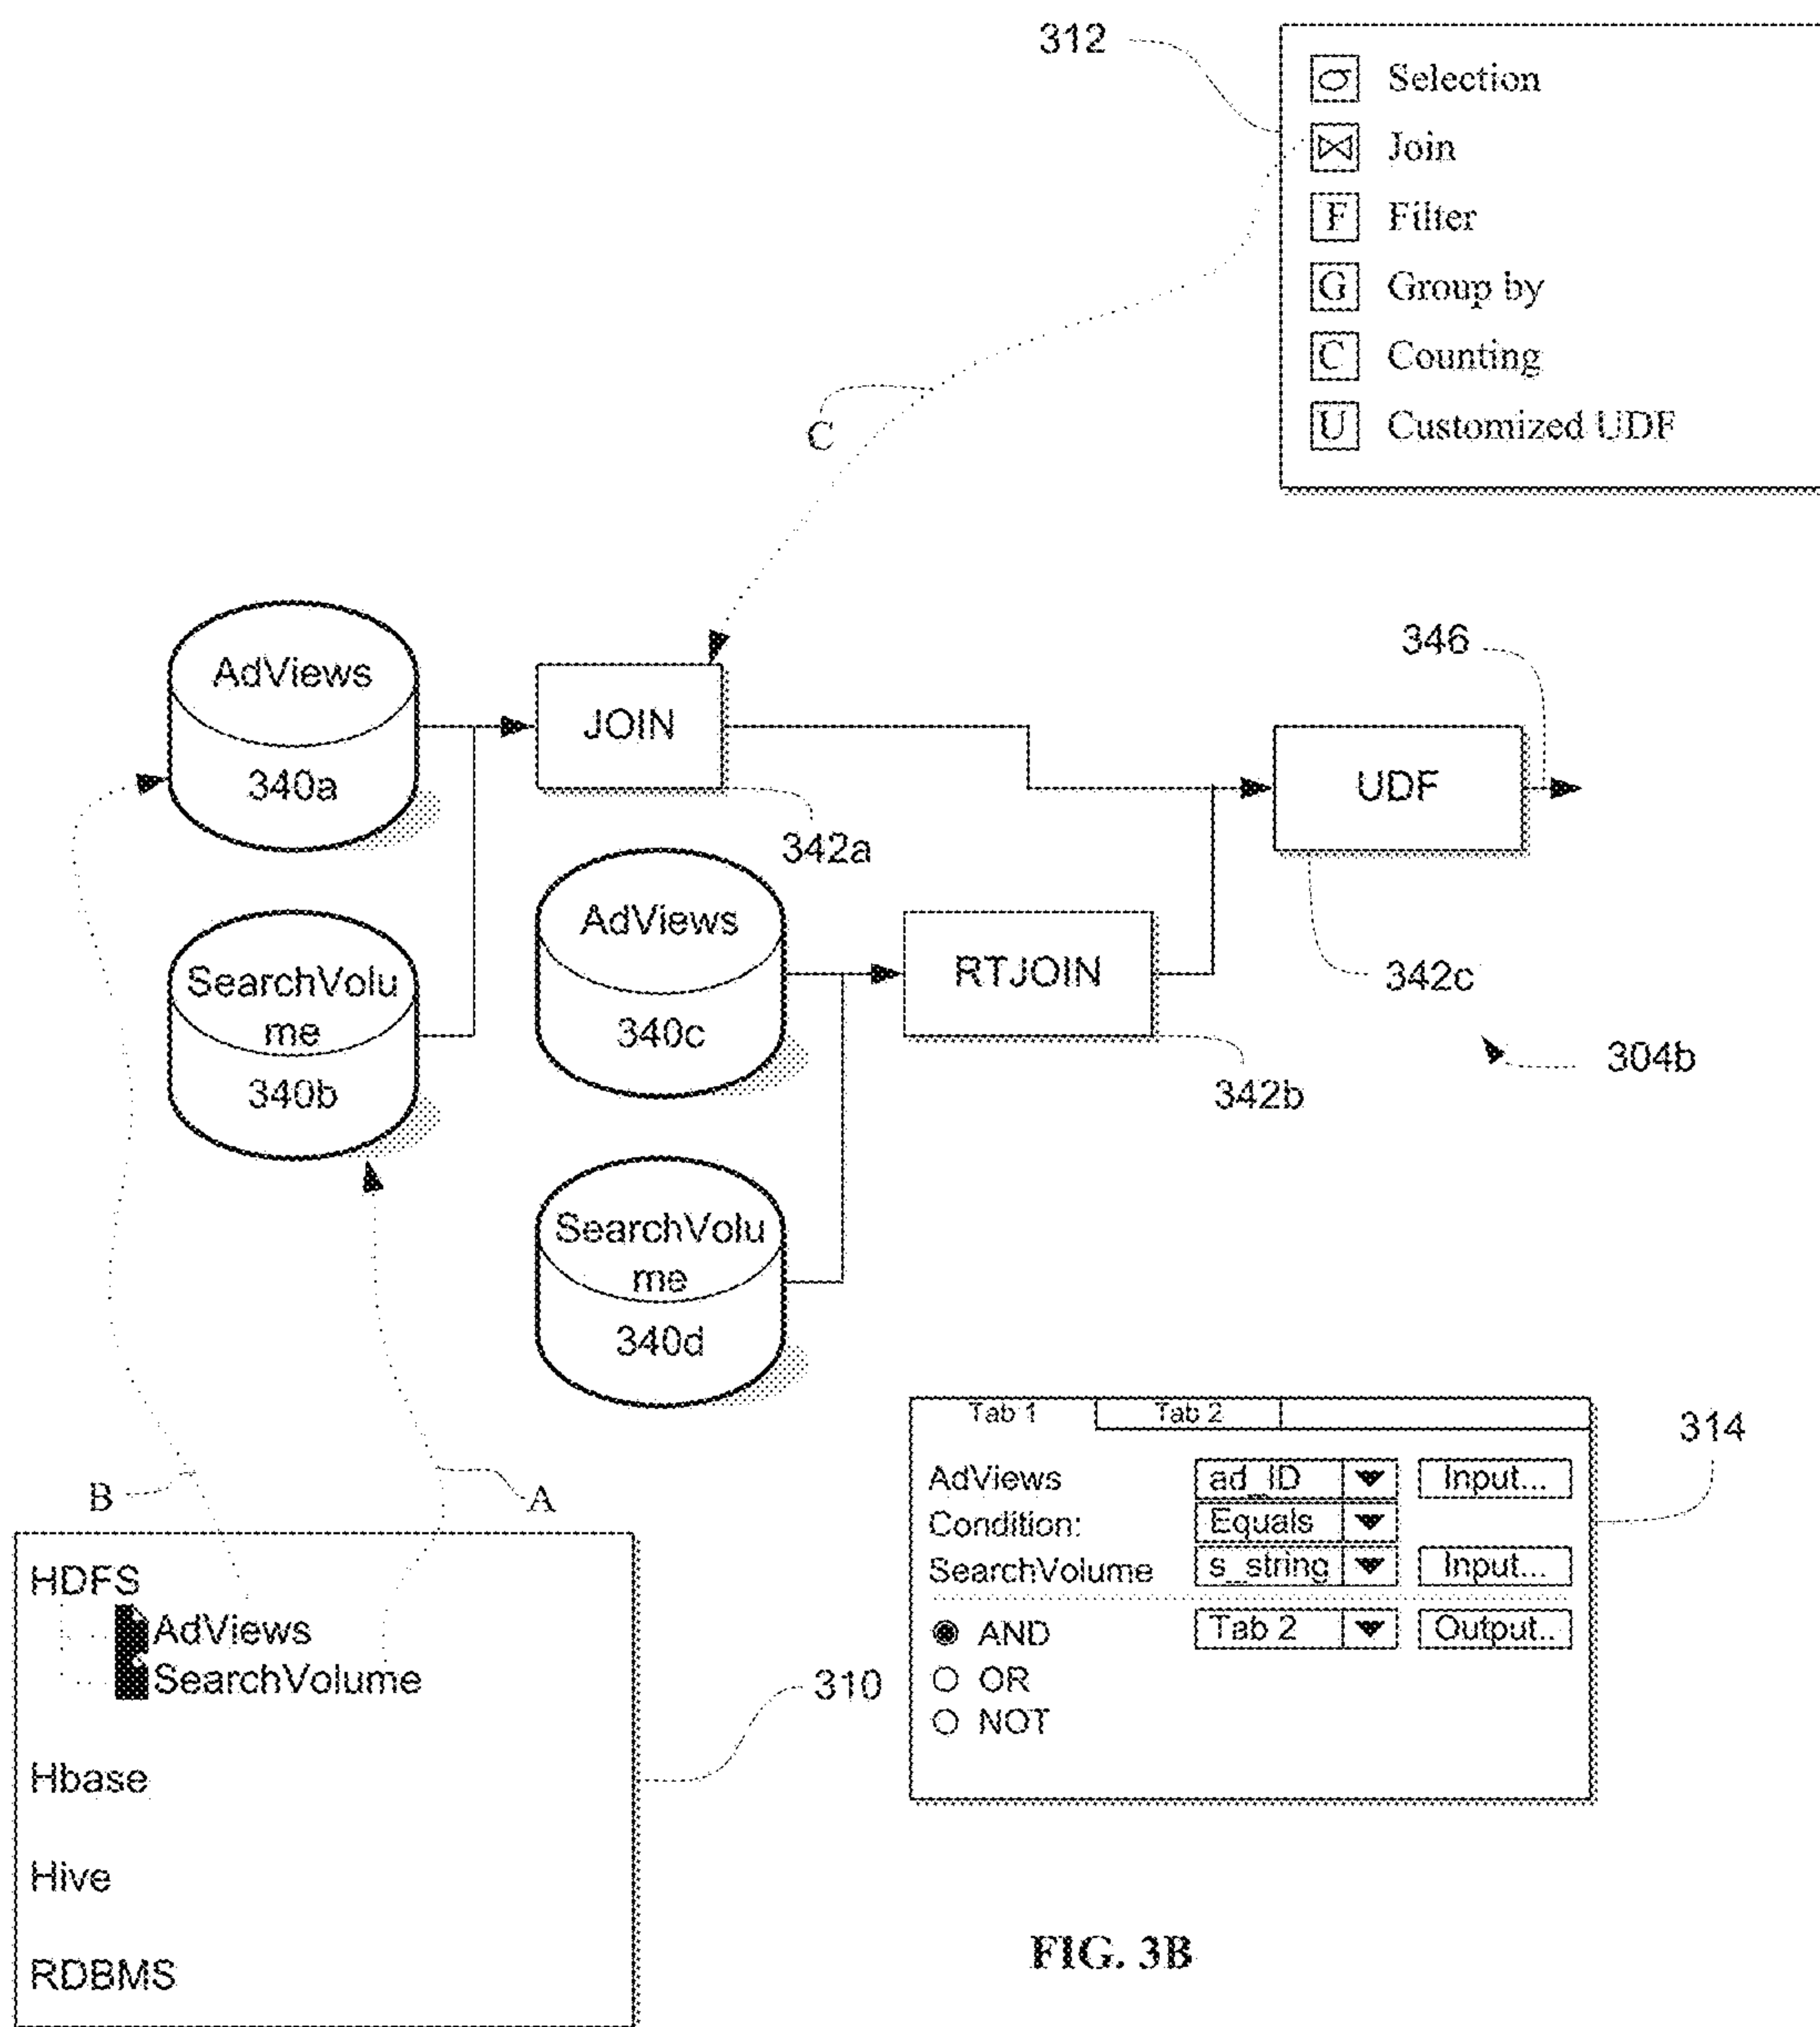 312
σ Selection
⋈ Join
F Filter
G Group by
C Counting
U Customized UDF
C
346
AdViews
340a
JOIN
342a
UDF
342c
SearchVolu
me
340b
AdViews
340c
RTJOIN
342b
304b
SearchVolu
me
340d
B
A
HDFS
AdViews
SearchVolume
Hbase
Hive
RDBMS
310
Tab 1 Tab 2
AdViews ad_ID Input...
Condition: Equals
SearchVolume s_string Input...
AND Tab 2 Output..
OR
NOT
314
FIG. 3B